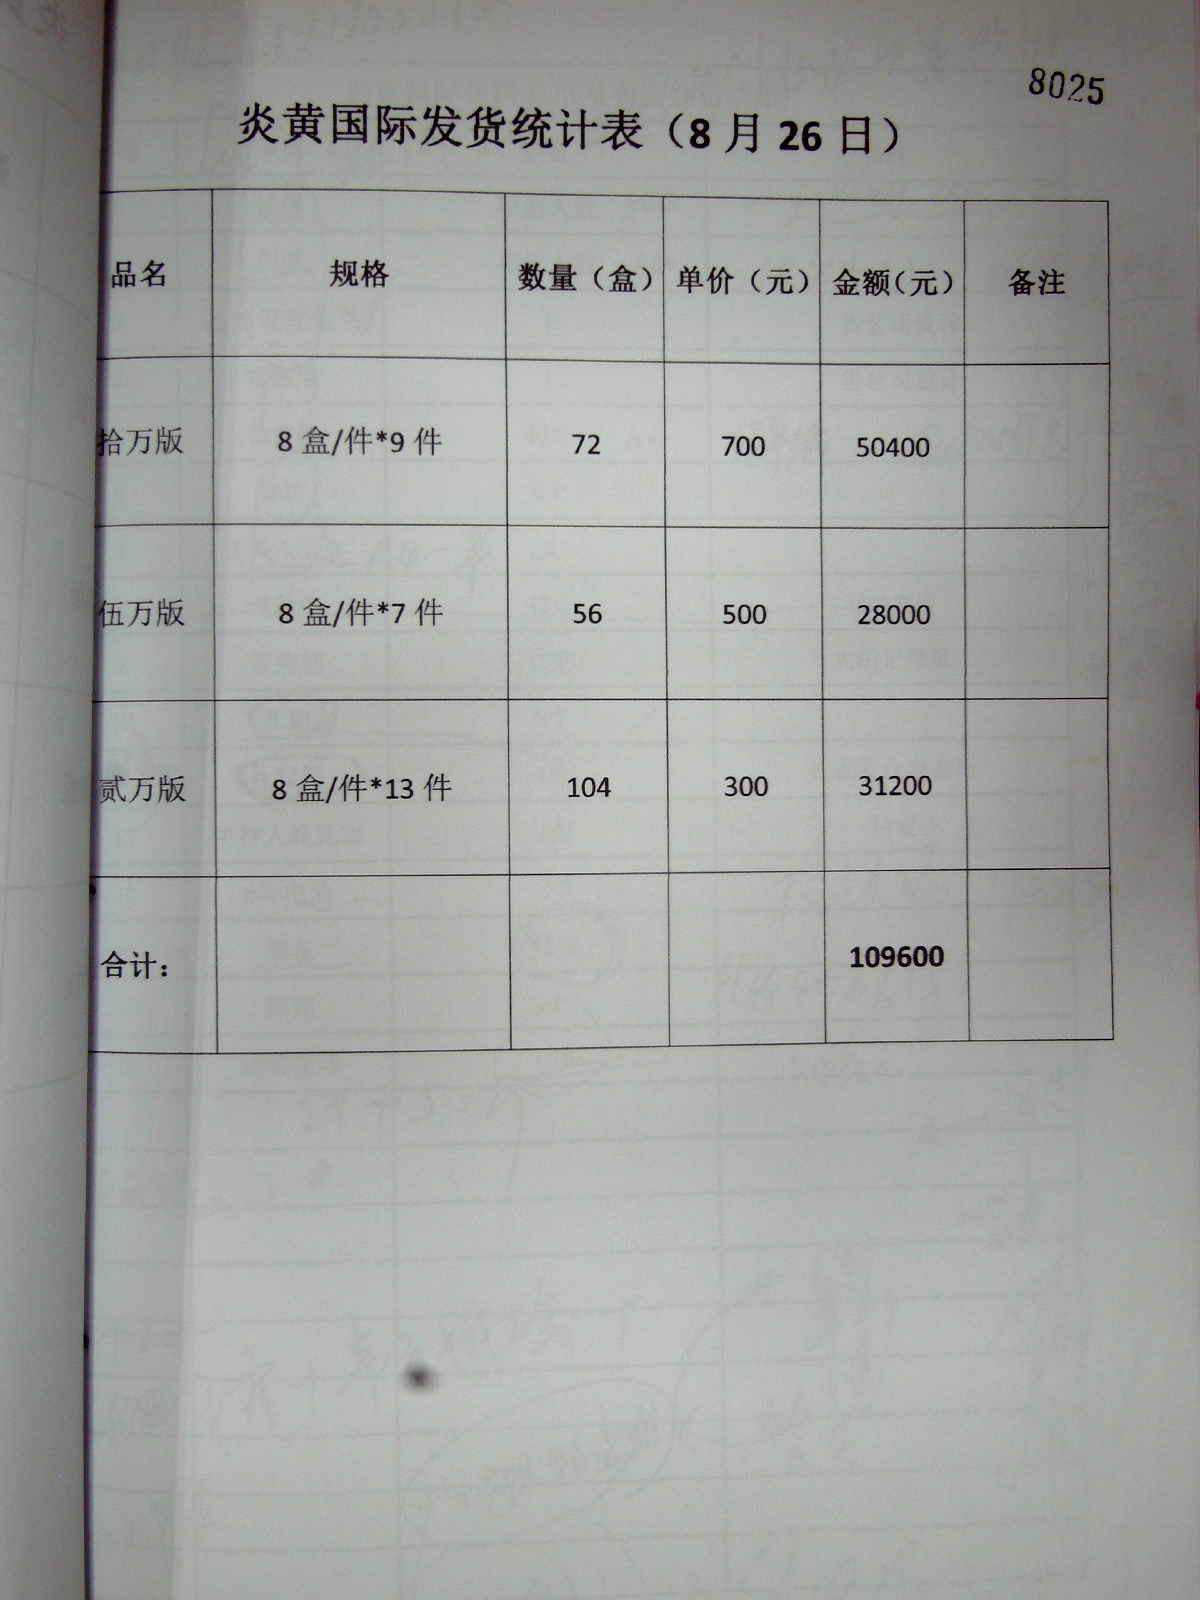 8025
炎黄国际发货统计表（8 月 26 日）
品名 规格 数量（盒） 单价（元） 金额（元） 备注
拾万版 8 盒/件*9 件 72 700 50400
伍万版 8 盒/件*7 件 56 500 28000
贰万版 8 盒/件*13 件 104 300 31200
合计： 109600